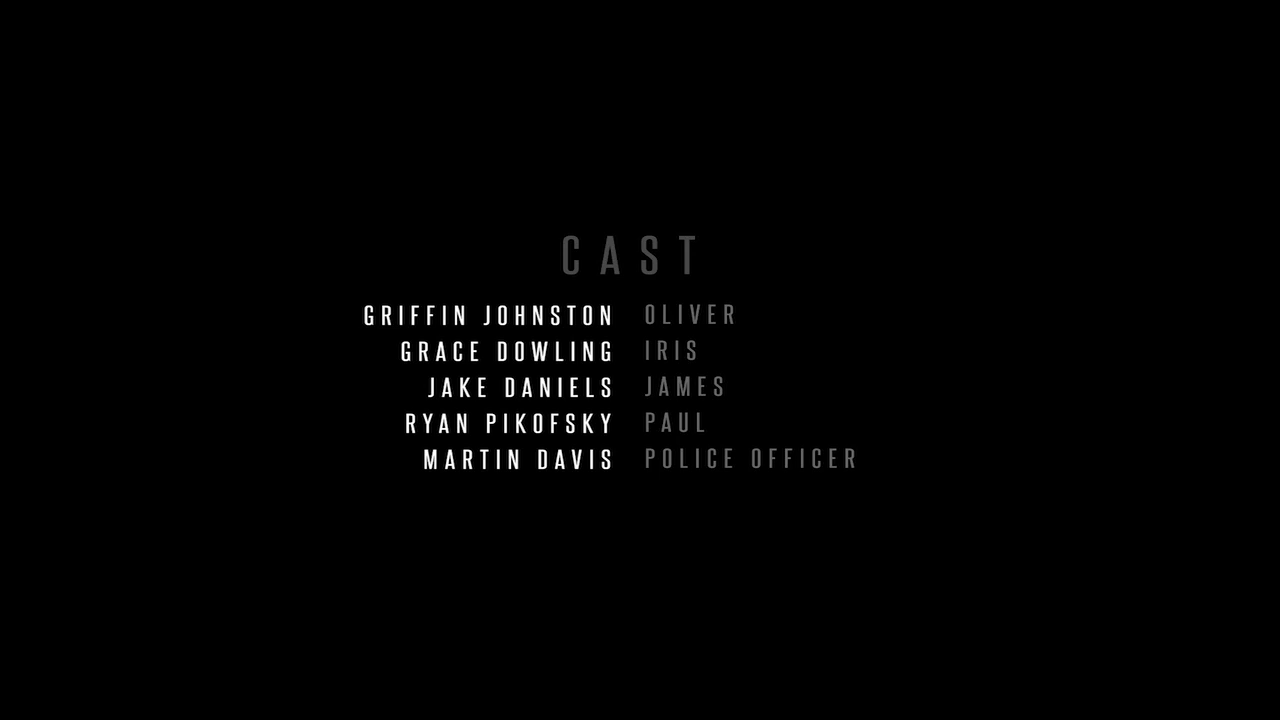 CAST
GRIFFIN JOHNSTON OLIVER
GRACE DOWLING IRIS
JAKE DANIELS JAMES
RYAN PIKOFSKY PAUL
MARTIN DAVIS POLICE OFFICER